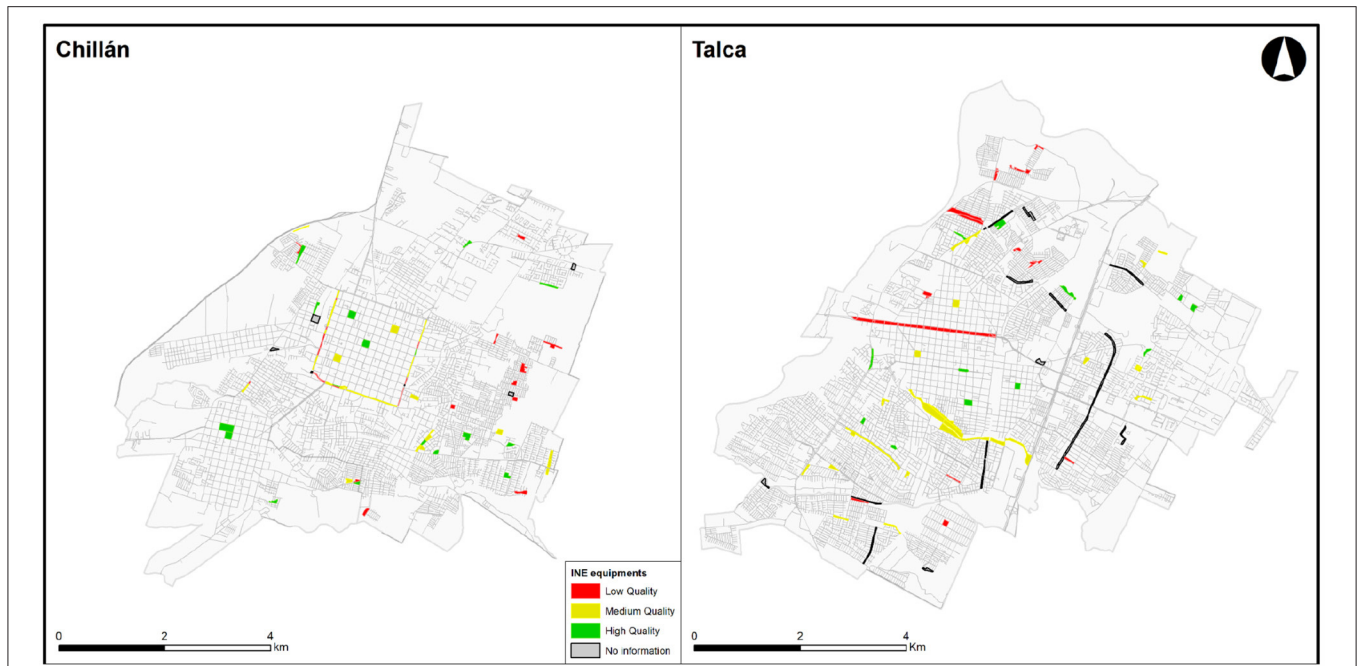 Chillán
Talca
INE equipments
Low Quality
Medium Quality
High Quality
No information
0 2 4
km
0 2 4
Km